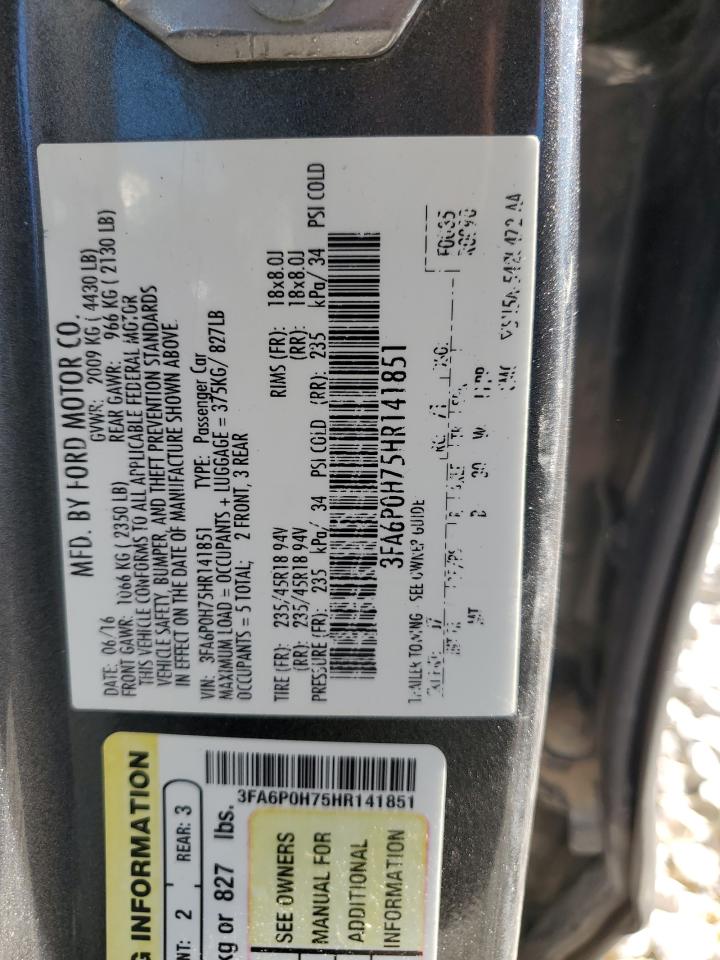 MFD. BY FORD MOTOR CO.
DATE: 06/16 GVWR: 2009 KG ( 4430 LB)
FRONT GAWR: 1066 KG ( 2350 LB) REAR GAWR: 966 KG ( 2130 LB)
THIS VEHICLE CONFORMS TO ALL APPLICABLE FEDERAL MOTOR
VEHICLE SAFETY, BUMPER, AND THEFT PREVENTION STANDARDS
IN EFFECT ON THE DATE OF MANUFACTURE SHOWN ABOVE.
VIN: 3FA6P0H75HR141851 TYPE: Passenger Car
MAXIMUM LOAD = OCCUPANTS + LUGGAGE = 375KG/ 827LB
OCCUPANTS = 5 TOTAL; 2 FRONT, 3 REAR
TIRE (FR): 235/45R18 94V RIMS (FR): 18x8.0J
(RR): 235/45R18 94V (RR): 18x8.0J
PRESSURE (FR): 235 kPa/ 34 PSI COLD (RR): 235 kPa/ 34 PSI COLD
3FA6P0H75HR141851
TRAILER TOWING - SEE OWNER GUIDE
3FA6P0H75HR141851
G INFORMATION
NT: 2 REAR: 3
kg or 827 lbs.
SEE OWNERS
MANUAL FOR
ADDITIONAL
INFORMATION